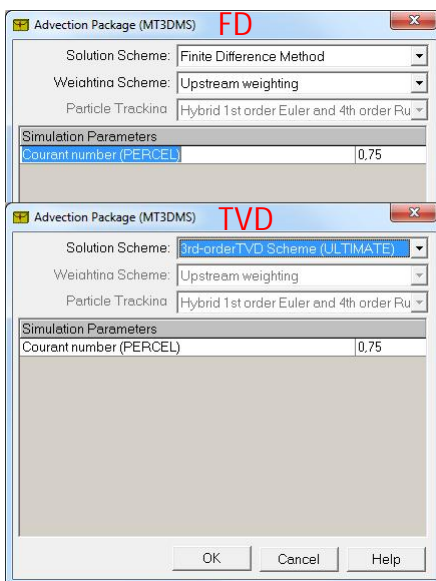 Advection Package (MT3DMS) FD
Solution Scheme: Finite Difference Method
Weighting Scheme: Upstream weighting
Particle Tracking Hybrid 1st order Euler and 4th order Ru
Simulation Parameters
Courant number (PERCEL) 0,75
Advection Package (MT3DMS) TVD
Solution Scheme: 3rd-orderTVD Scheme (ULTIMATE)
Weighting Scheme: Upstream weighting
Particle Tracking Hybrid 1st order Euler and 4th order Ru
Simulation Parameters
Courant number (PERCEL) 0,75
OK Cancel Help